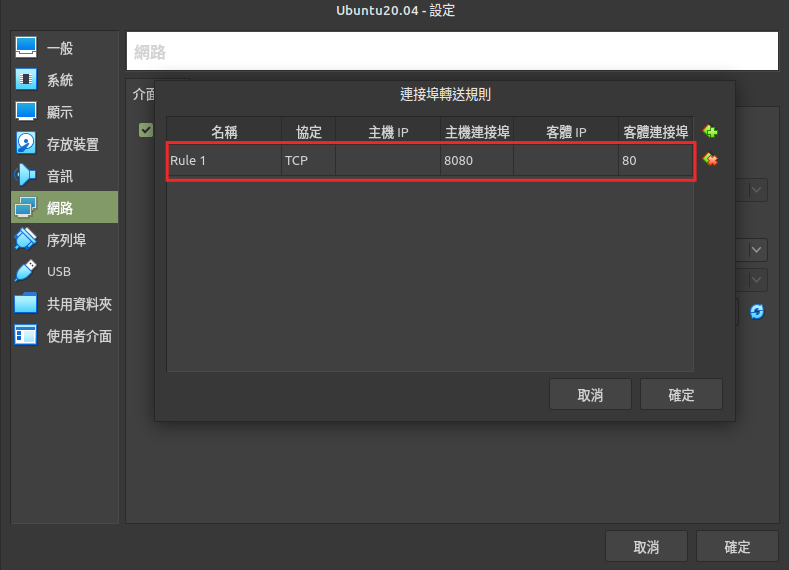 Ubuntu20.04 - 設定
一般
系統
顯示
存放裝置
音訊
網路
序列埠
USB
共用資料夾
使用者介面
網路
介面
連接埠轉送規則
名稱 協定 主機 IP 主機連接埠 客體 IP 客體連接埠
Rule 1 TCP 8080 80
取消 確定
取消 確定